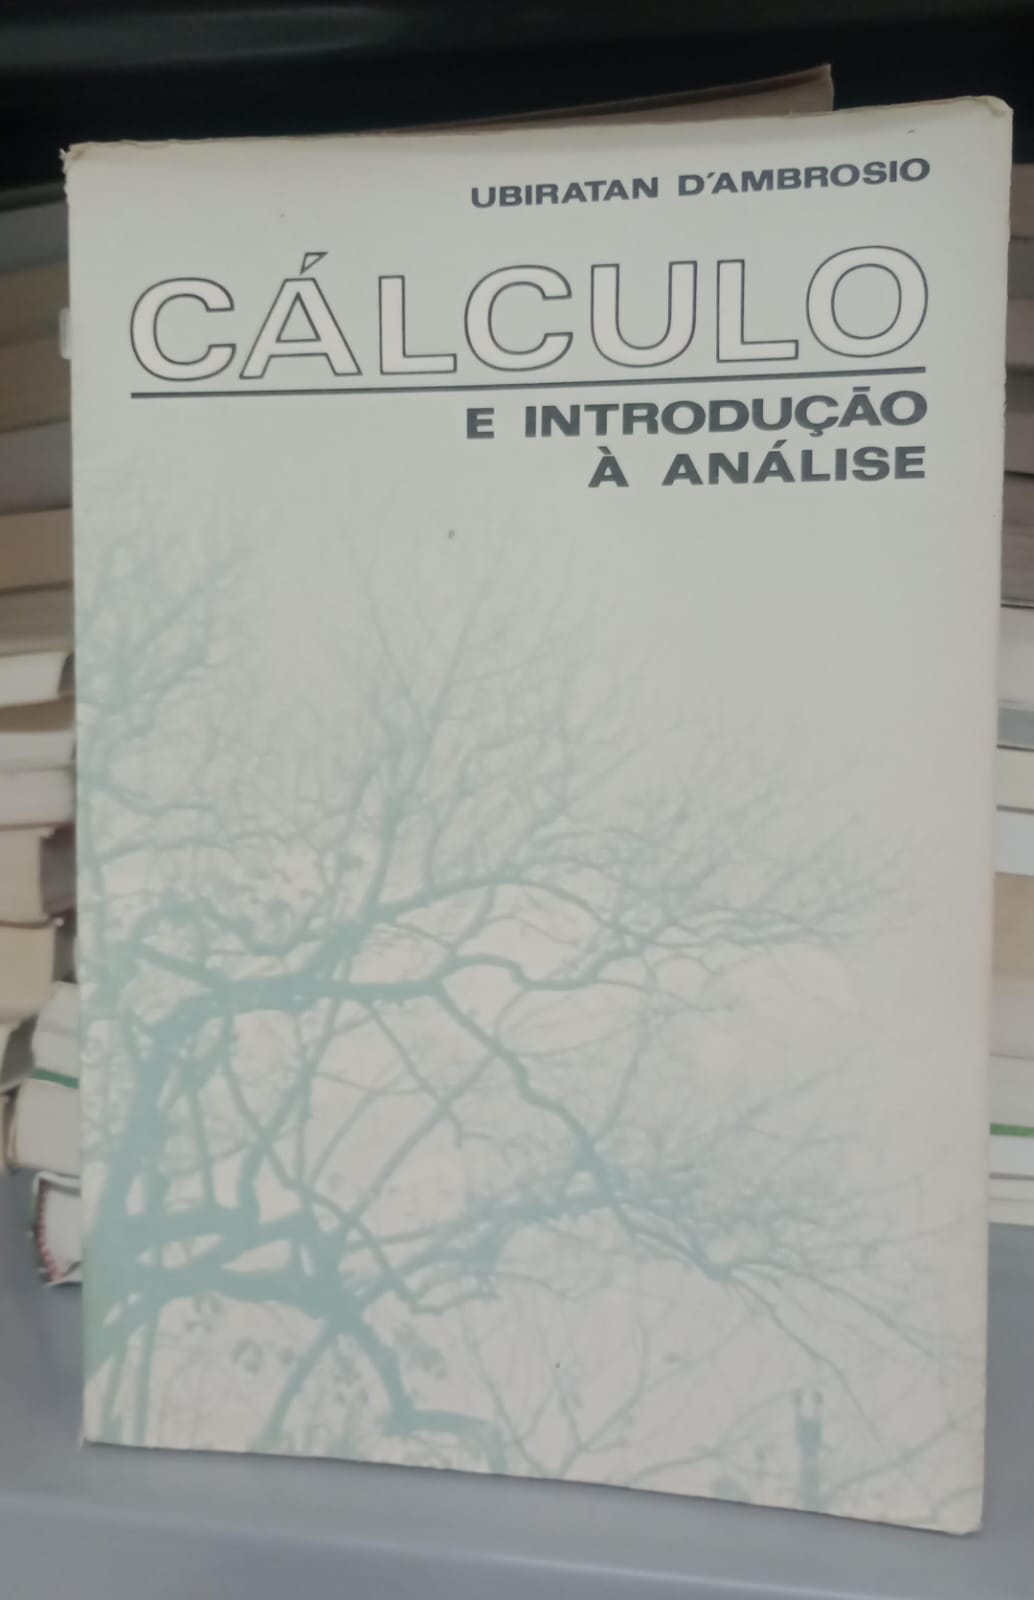 UBIRATAN D'AMBROSIO
CÁLCULO
E INTRODUÇÃO
À ANÁLISE